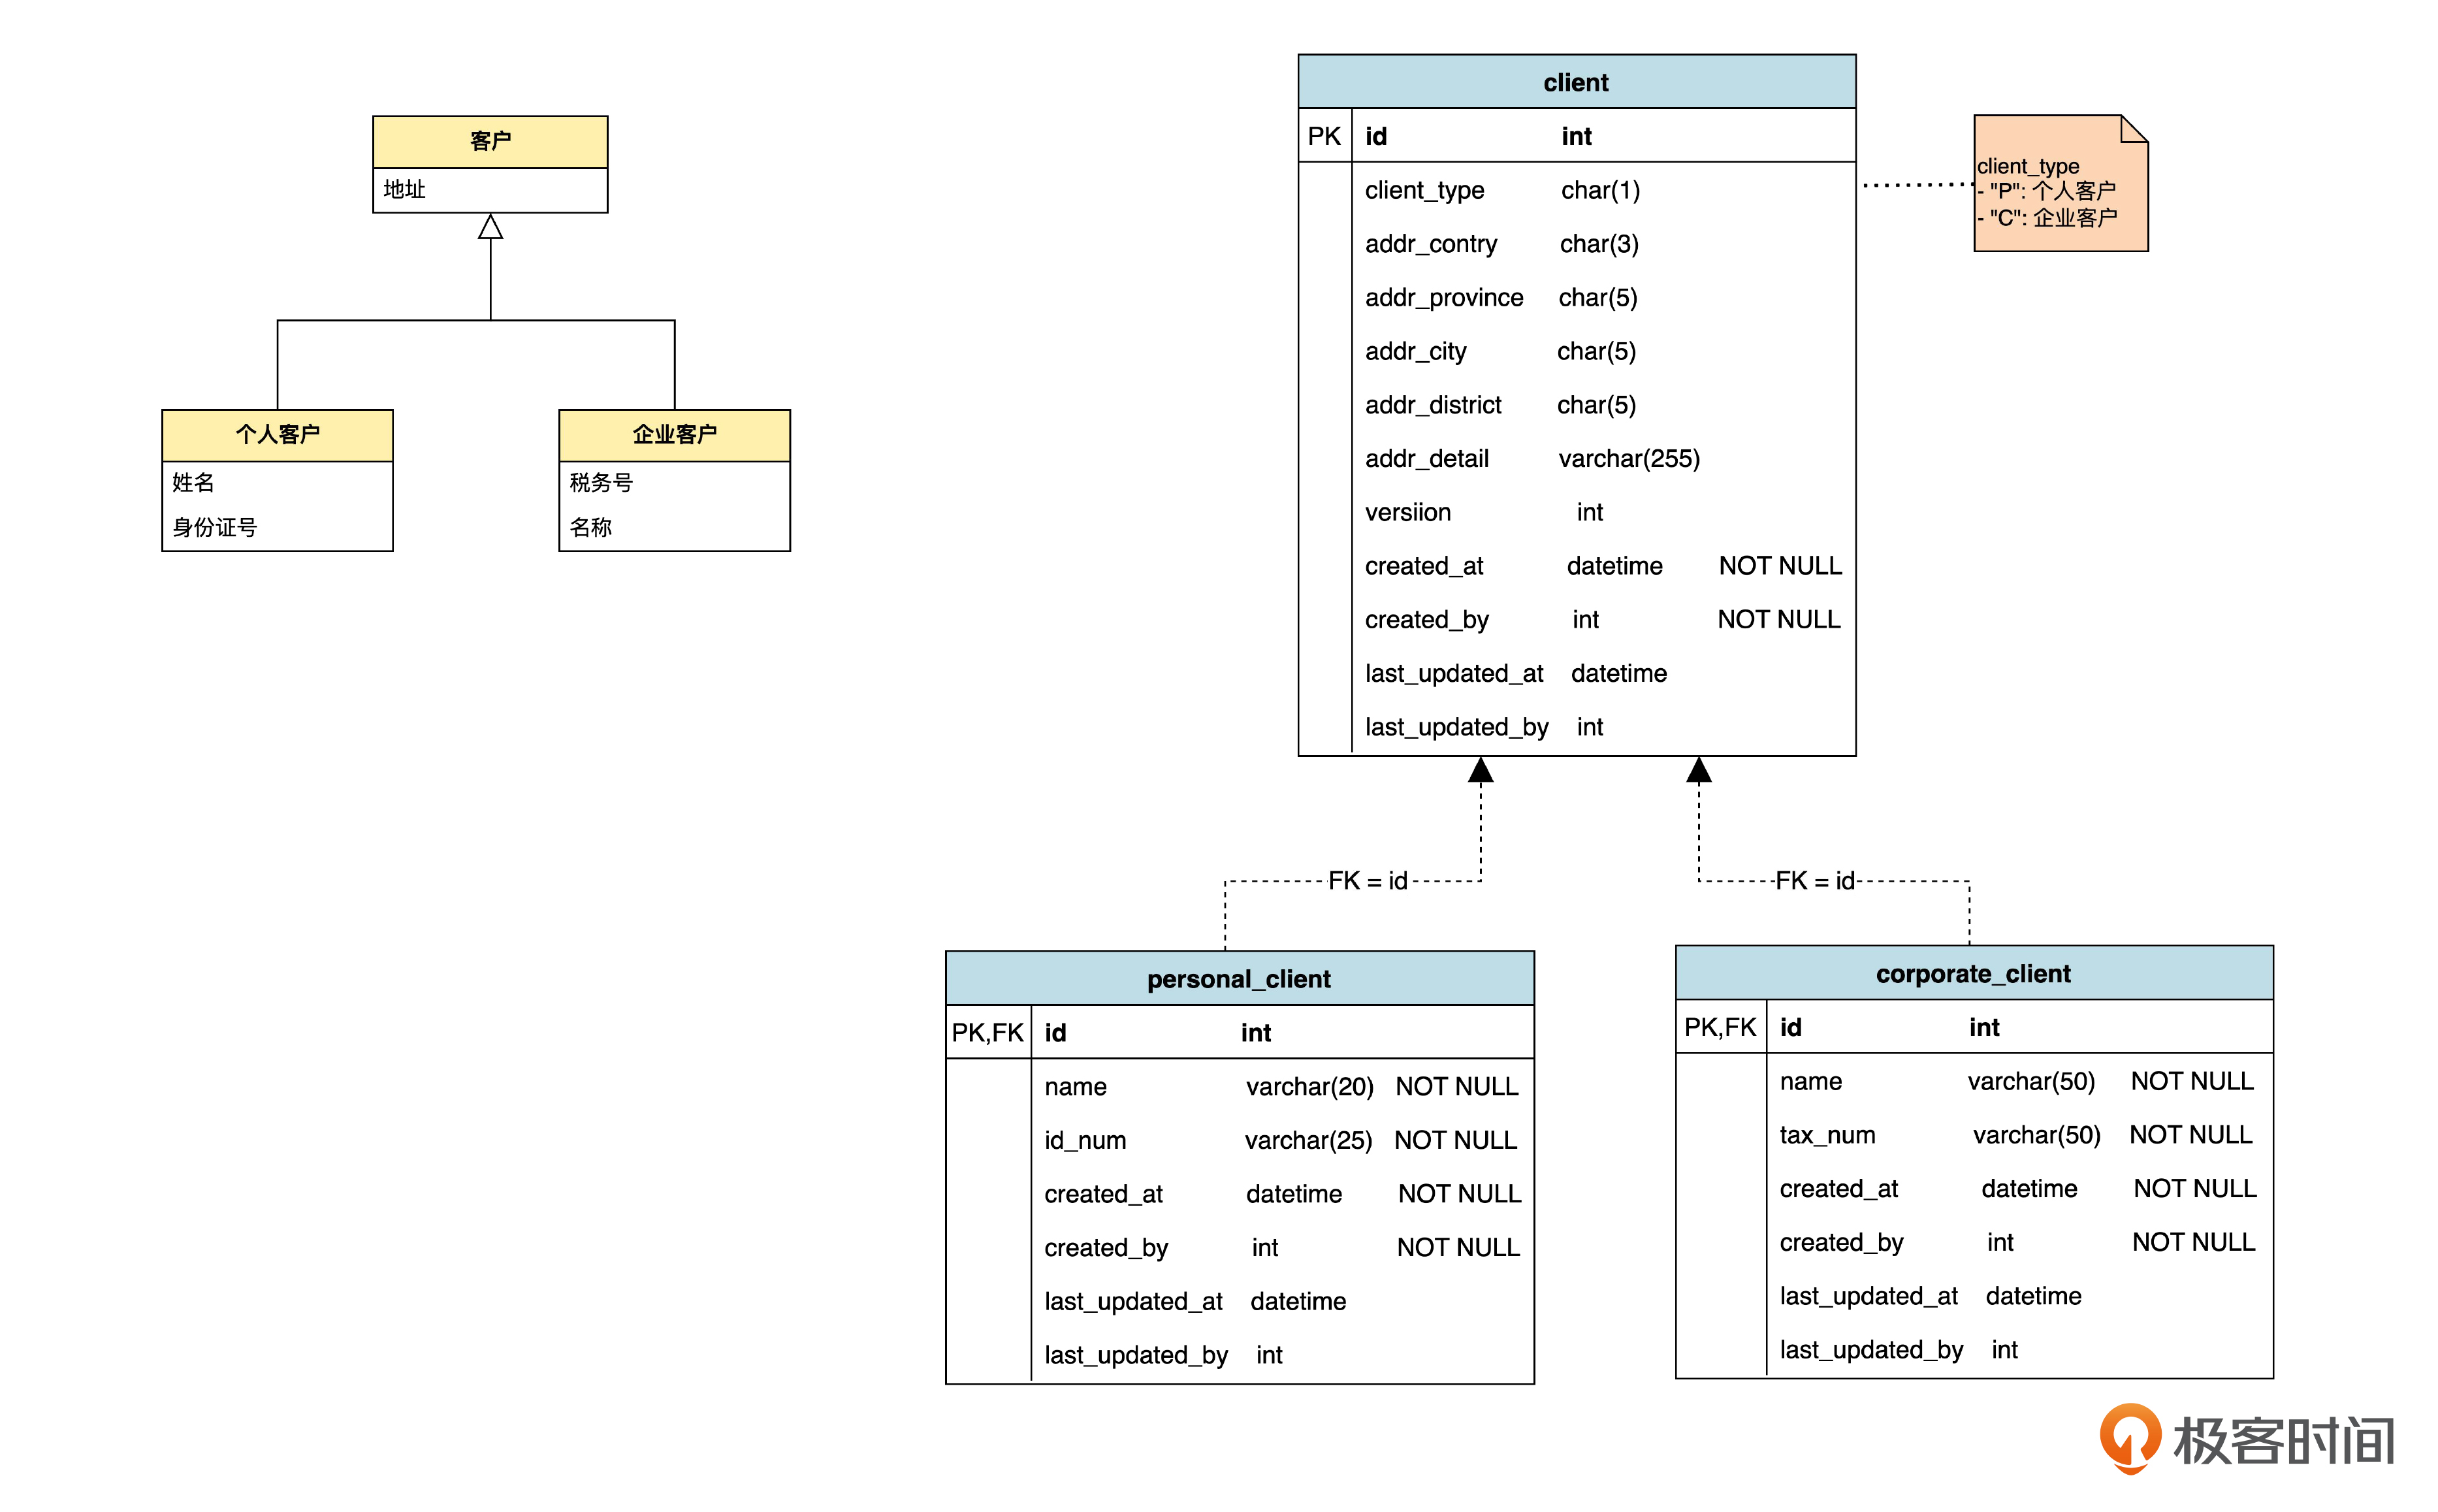 客户
地址
个人客户
姓名
身份证号
企业客户
税务号
名称
client
PK id int
client_type char(1)
addr_contry char(3)
addr_province char(5)
addr_city char(5)
addr_district char(5)
addr_detail varchar(255)
versiion int
created_at datetime NOT NULL
created_by int NOT NULL
last_updated_at datetime
last_updated_by int
client_type
- "P": 个人客户
- "C": 企业客户
FK = id
FK = id
personal_client
PK,FK id int
name varchar(20) NOT NULL
id_num varchar(25) NOT NULL
created_at datetime NOT NULL
created_by int NOT NULL
last_updated_at datetime
last_updated_by int
corporate_client
PK,FK id int
name varchar(50) NOT NULL
tax_num varchar(50) NOT NULL
created_at datetime NOT NULL
created_by int NOT NULL
last_updated_at datetime
last_updated_by int
极客时间